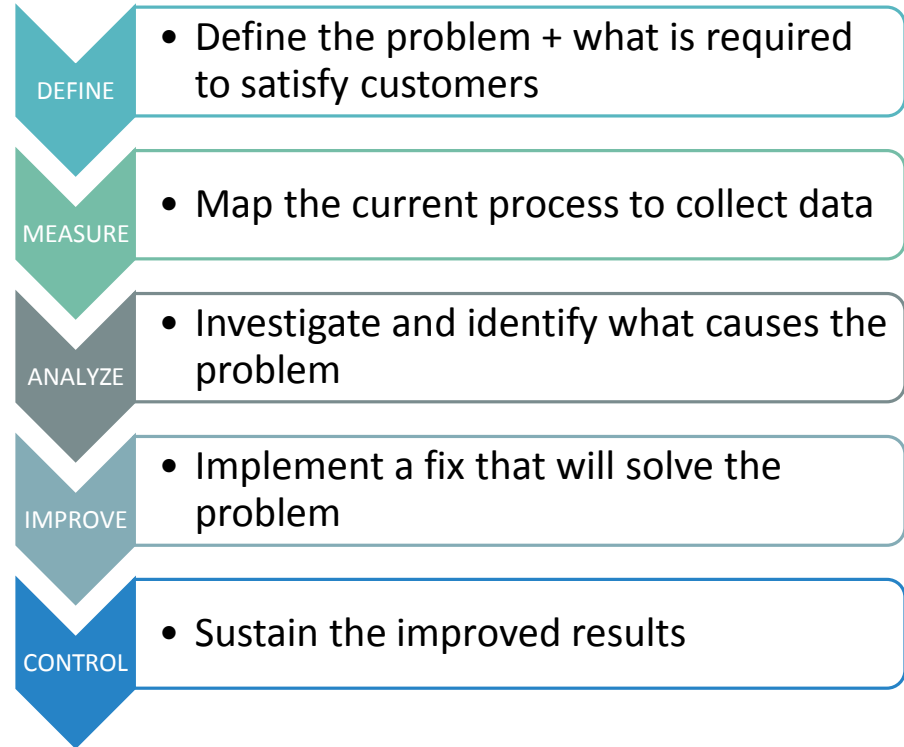 DEFINE
• Define the problem + what is required
to satisfy customers
MEASURE
• Map the current process to collect data
ANALYZE
• Investigate and identify what causes the
problem
IMPROVE
• Implement a fix that will solve the
problem
CONTROL
• Sustain the improved results